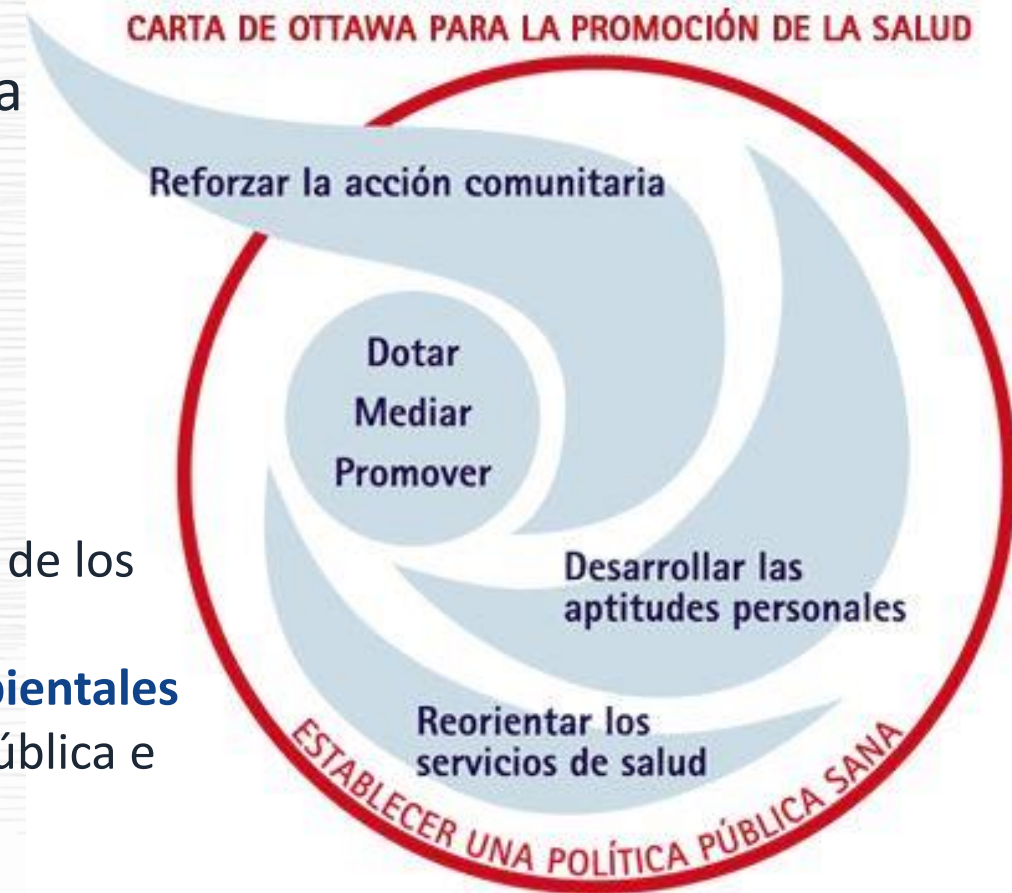 CARTA DE OTTAWA PARA LA PROMOCIÓN DE LA SALUD
a
Reforzar la acción comunitaria
Dotar
Mediar
Promover
de los
Desarrollar las
aptitudes personales
bientales
ública e
Reorientar los
servicios de salud
ESTABLECER UNA POLÍTICA PÚBLICA SANA